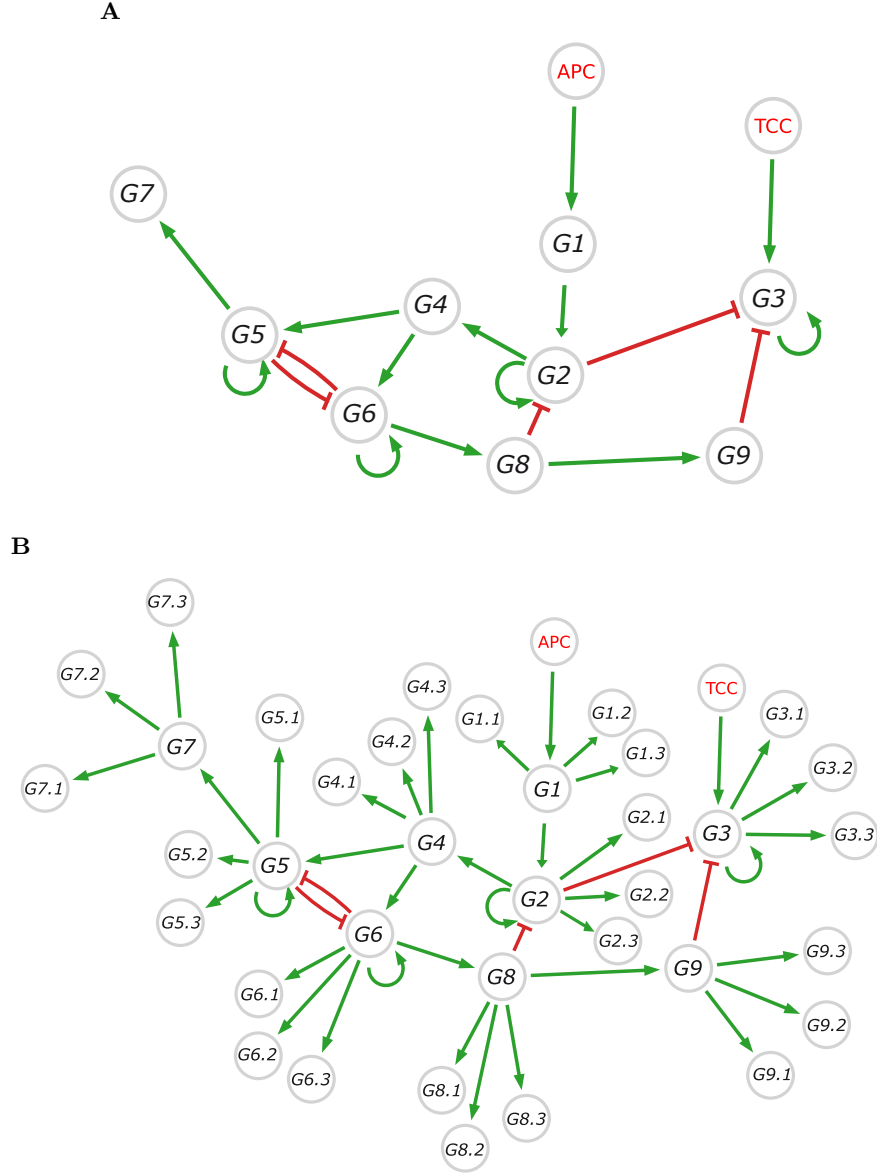 A
APC
TCC
G7
G1
G3
G4
G5
G2
G6
G8
G9
B
G7.3
APC
G7.2
G4.3
TCC
G5.1
G1.1
G1.2
G3.1
G7
G4.2
G1.3
G3.2
G7.1
G4.1
G1
G2.1
G3
G3.3
G4
G5.2
G5
G2
G2.2
G5.3
G6
G2.3
G9.3
G8
G9
G6.1
G9.2
G6.2
G6.3
G9.1
G8.1
G8.3
G8.2